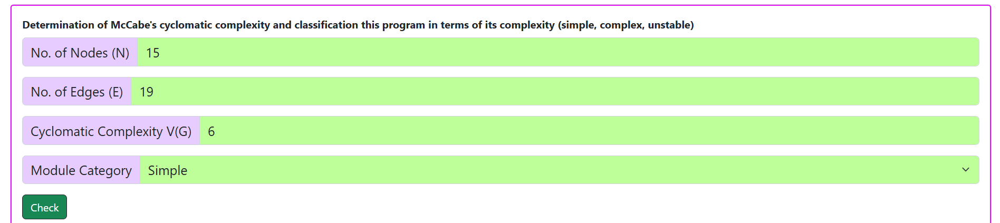 Determination of McCabe's cyclomatic complexity and classification this program in terms of its complexity (simple, complex, unstable)
No. of Nodes (N) 15
No. of Edges (E) 19
Cyclomatic Complexity V(G) 6
Module Category Simple
Check